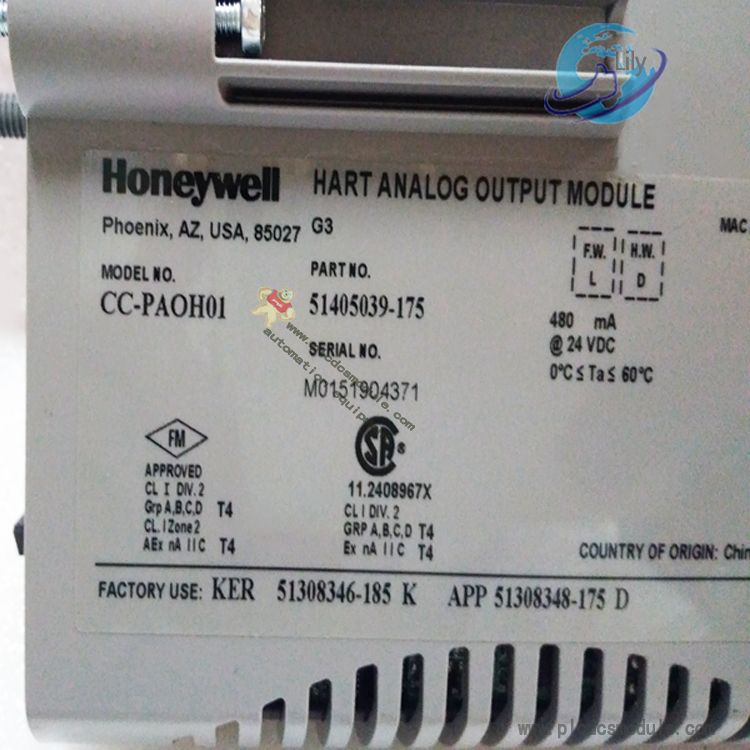 Lily
Honeywell HART ANALOG OUTPUT MODULE
Phoenix, AZ, USA, 85027 G3
MAC
F.W. H.W.
L D
MODEL NO. PART NO.
CC-PAOH01 51405039-175
480 mA
@ 24 VDC
0°C ≤ Ta ≤ 60°C
SERIAL NO.
M0151904371
FM
APPROVED
CL I DIV. 2
Grp A,B,C,D T4
CL. I Zone 2
AEx nA IIC T4
SA ®
11.2408967X
CL I DIV. 2
GRP A,B,C,D T4
Ex nA IIC T4
COUNTRY OF ORIGIN: Chin
FACTORY USE: KER 51308346-185 K APP 51308348-175 D
automation equip